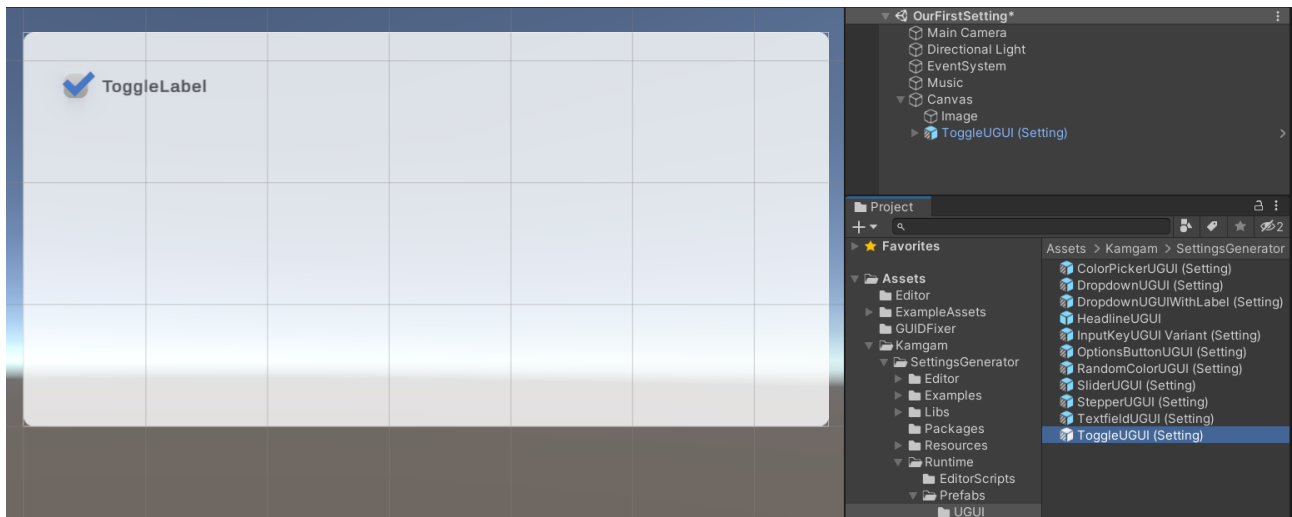 ToggleLabel
OurFirstSetting*
Main Camera
Directional Light
EventSystem
Music
Canvas
Image
ToggleUGUI (Setting)
Project
2
Favorites
Assets
Editor
ExampleAssets
GUIDFixer
Kamgam
SettingsGenerator
Editor
Examples
Libs
Packages
Resources
Runtime
EditorScripts
Prefabs
UGUI
Assets > Kamgam > SettingsGenerator
ColorPickerUGUI (Setting)
DropdownUGUI (Setting)
DropdownUGUIWithLabel (Setting)
HeadlineUGUI
InputKeyUGUI Variant (Setting)
OptionsButtonUGUI (Setting)
RandomColorUGUI (Setting)
SliderUGUI (Setting)
StepperUGUI (Setting)
TextfieldUGUI (Setting)
ToggleUGUI (Setting)